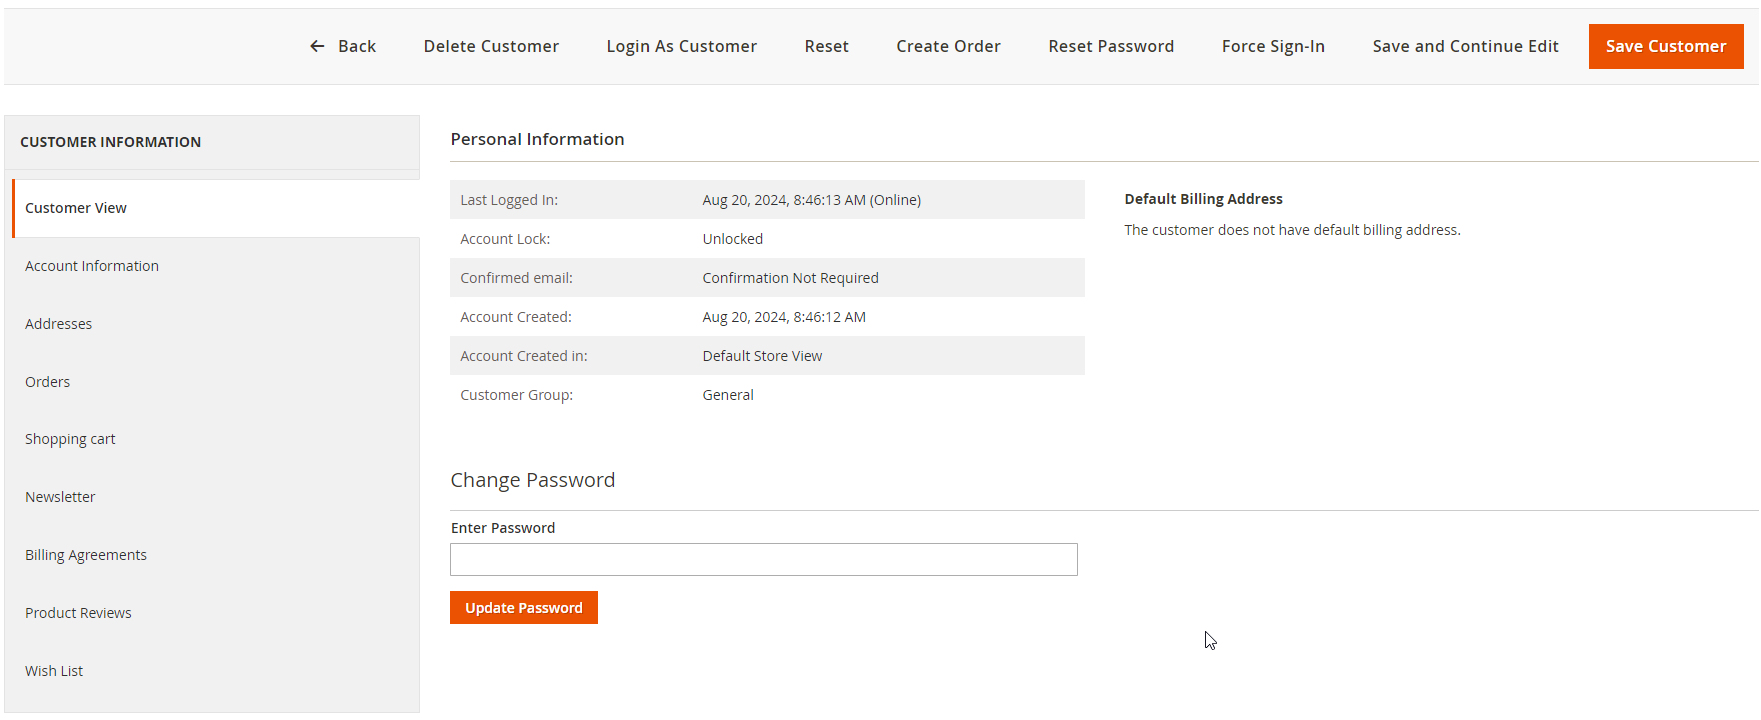 ← Back Delete Customer Login As Customer Reset Create Order Reset Password Force Sign-In Save and Continue Edit Save Customer
CUSTOMER INFORMATION
Customer View
Account Information
Addresses
Orders
Shopping cart
Newsletter
Billing Agreements
Product Reviews
Wish List
Personal Information
Last Logged In: Aug 20, 2024, 8:46:13 AM (Online)
Account Lock: Unlocked
Confirmed email: Confirmation Not Required
Account Created: Aug 20, 2024, 8:46:12 AM
Account Created in: Default Store View
Customer Group: General
Default Billing Address
The customer does not have default billing address.
Change Password
Enter Password
Update Password